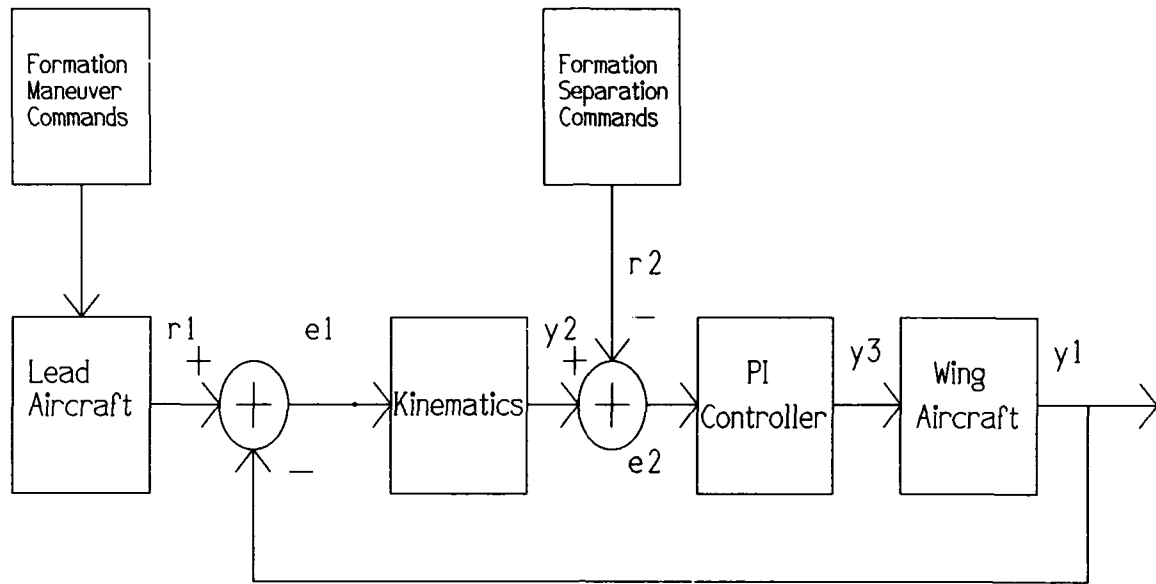 Formation
Maneuver
Commands
Formation
Separation
Commands
r2
−
Lead
Aircraft
r1
+
+
−
e1
Kinematics
y2
+
+
e2
PI
Controller
y3
Wing
Aircraft
y1